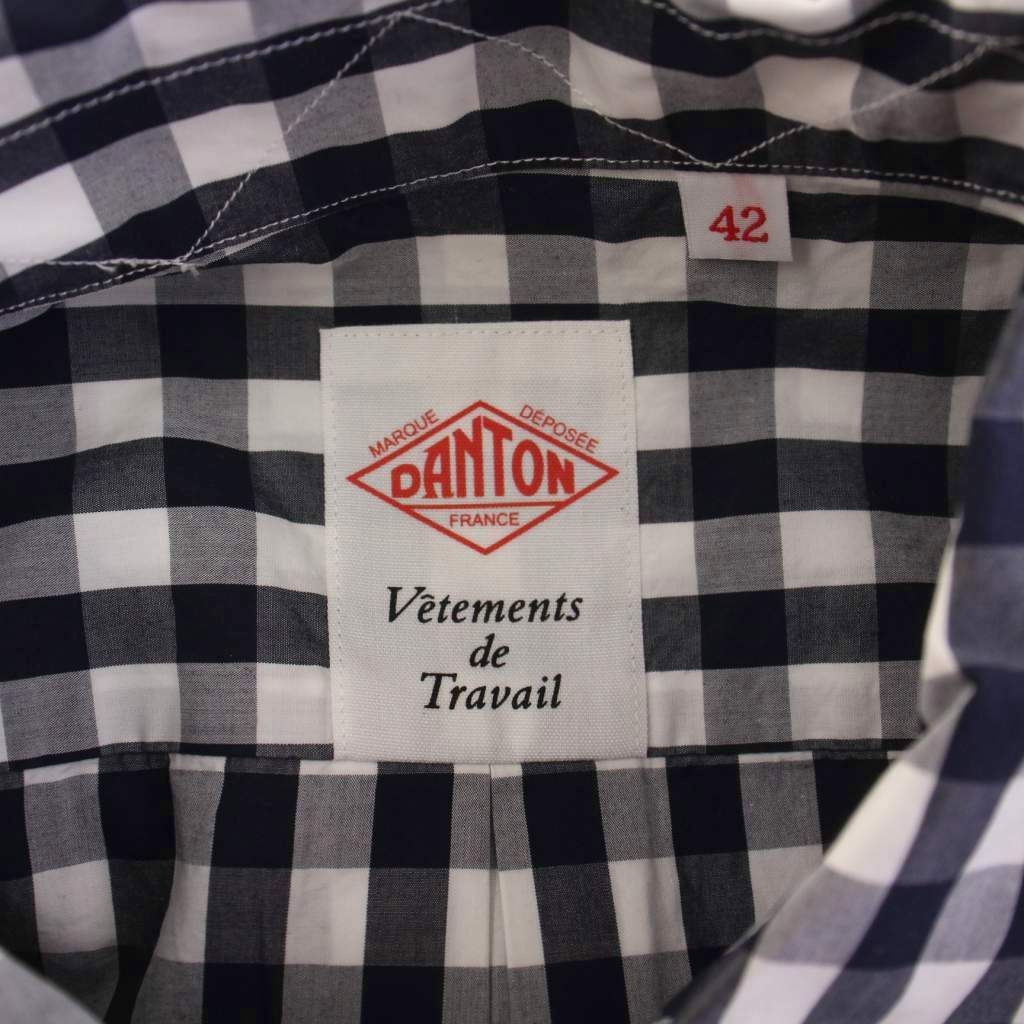 42
MARQUE DÉPOSÉE
DANTON
FRANCE
Vêtements
de
Travail